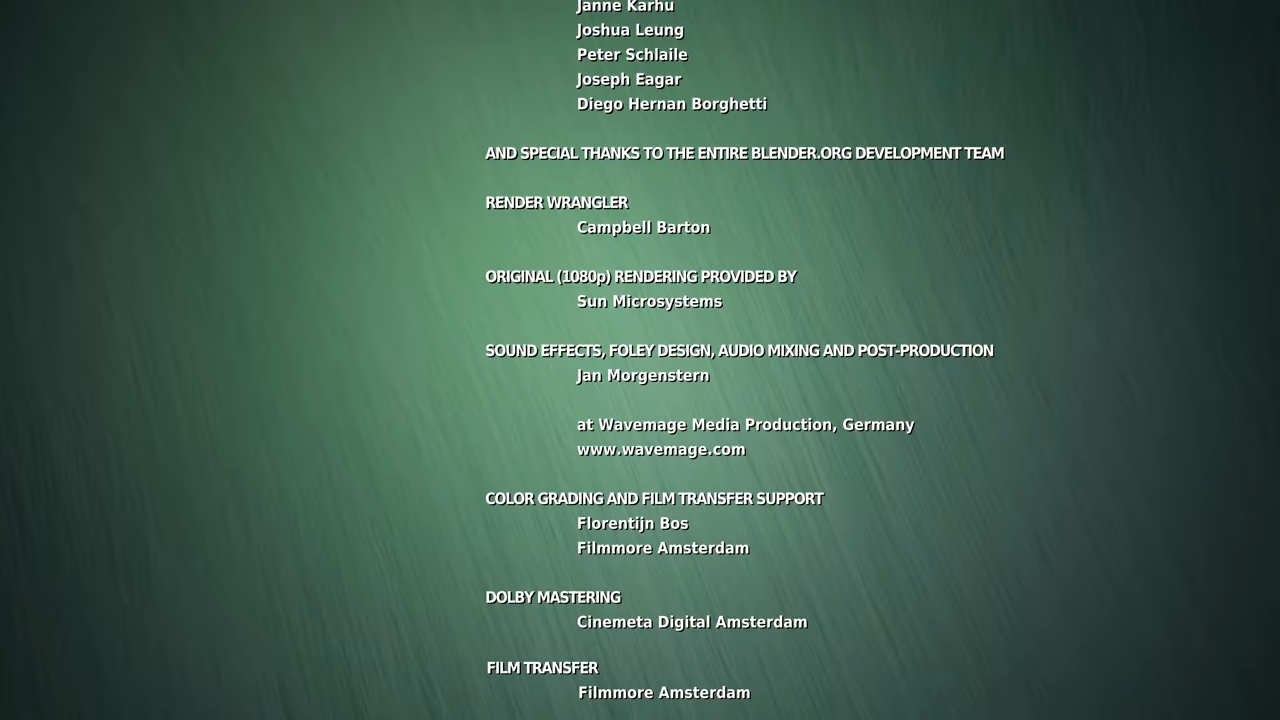 Janne Karhu
Joshua Leung
Peter Schlaile
Joseph Eagar
Diego Hernan Borghetti
AND SPECIAL THANKS TO THE ENTIRE BLENDER.ORG DEVELOPMENT TEAM
RENDER WRANGLER
Campbell Barton
ORIGINAL (1080p) RENDERING PROVIDED BY
Sun Microsystems
SOUND EFFECTS, FOLEY DESIGN, AUDIO MIXING AND POST-PRODUCTION
Jan Morgenstern
at Wavemage Media Production, Germany
www.wavemage.com
COLOR GRADING AND FILM TRANSFER SUPPORT
Florentijn Bos
Filmmore Amsterdam
DOLBY MASTERING
Cinemeta Digital Amsterdam
FILM TRANSFER
Filmmore Amsterdam